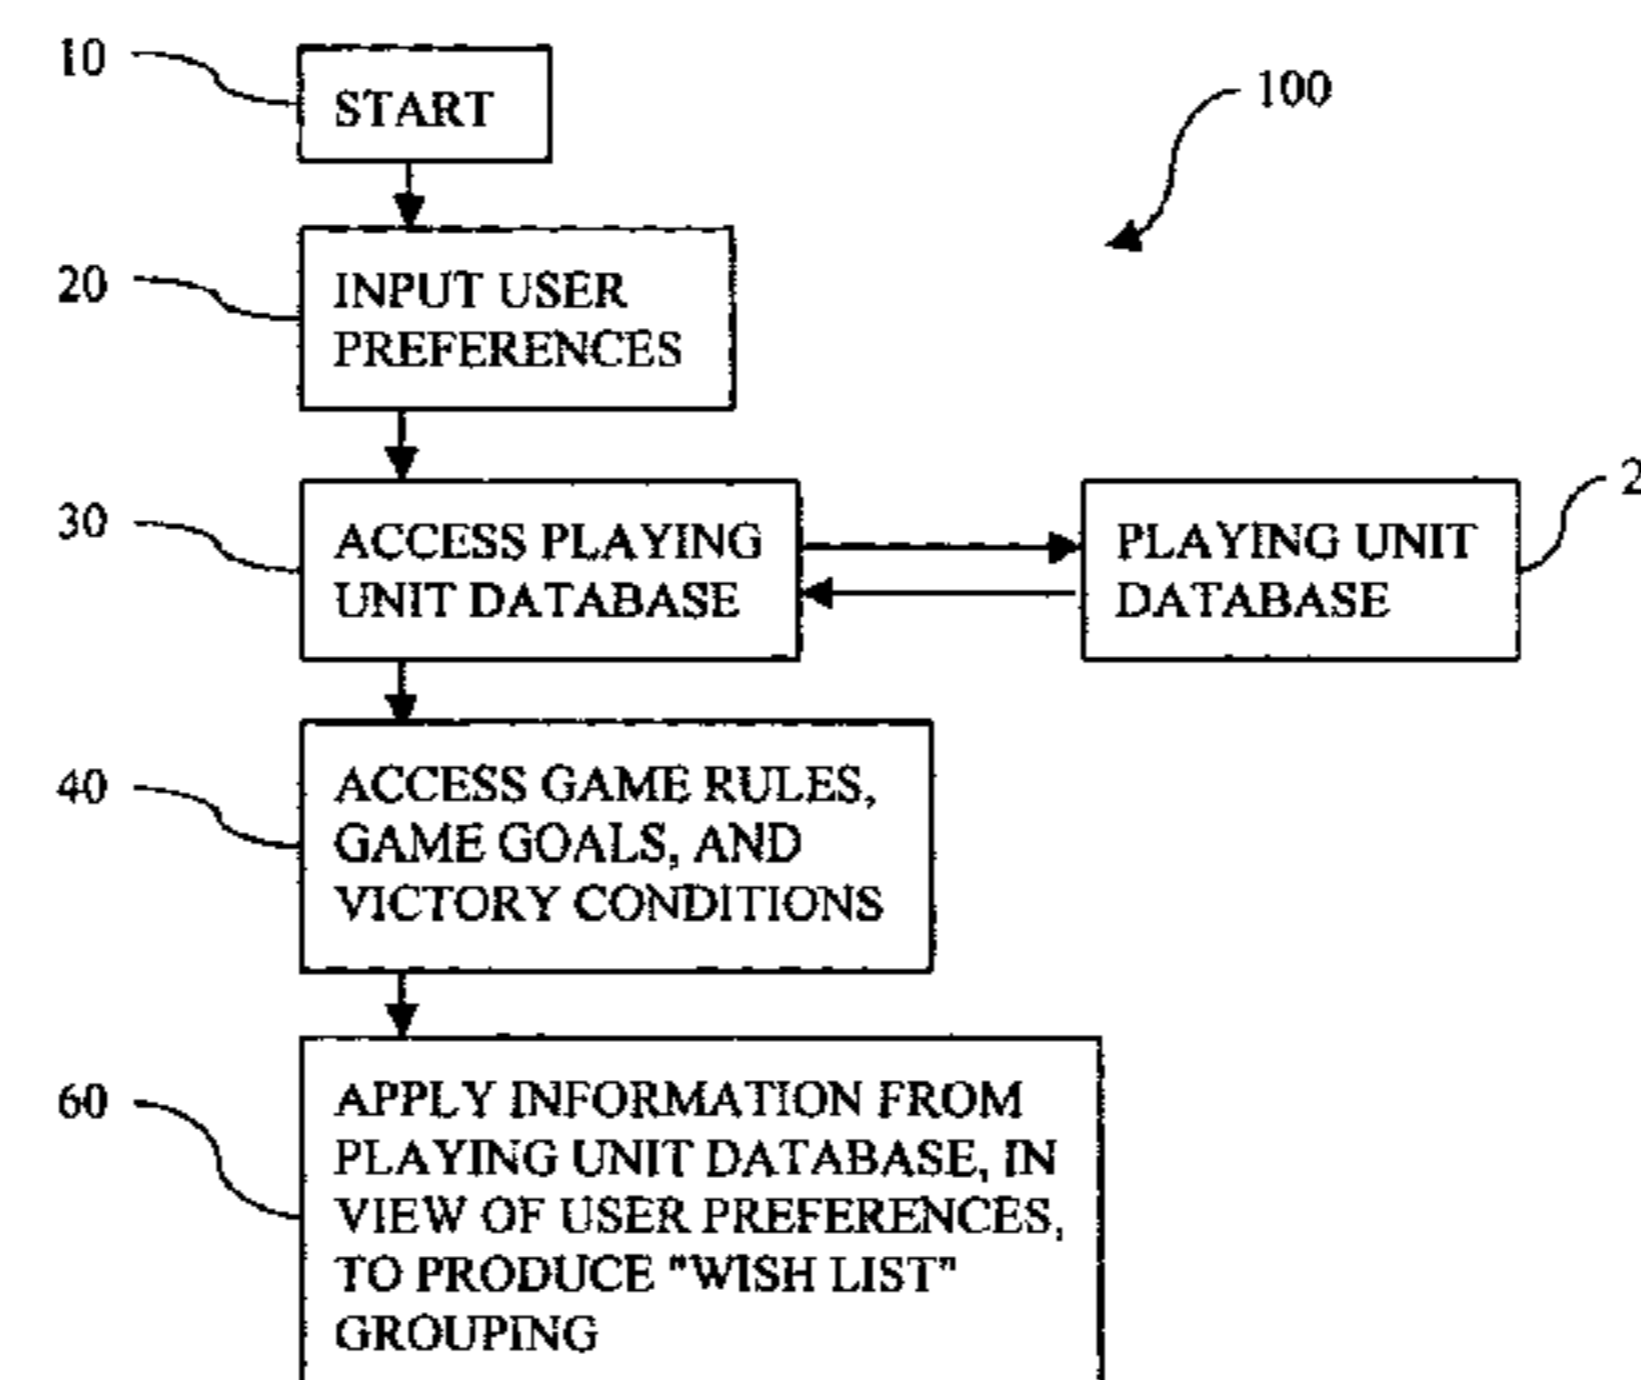 10
START
100
20
INPUT USER
PREFERENCES
30
ACCESS PLAYING
UNIT DATABASE
PLAYING UNIT
DATABASE
2
40
ACCESS GAME RULES,
GAME GOALS, AND
VICTORY CONDITIONS
60
APPLY INFORMATION FROM
PLAYING UNIT DATABASE, IN
VIEW OF USER PREFERENCES,
TO PRODUCE "WISH LIST"
GROUPING